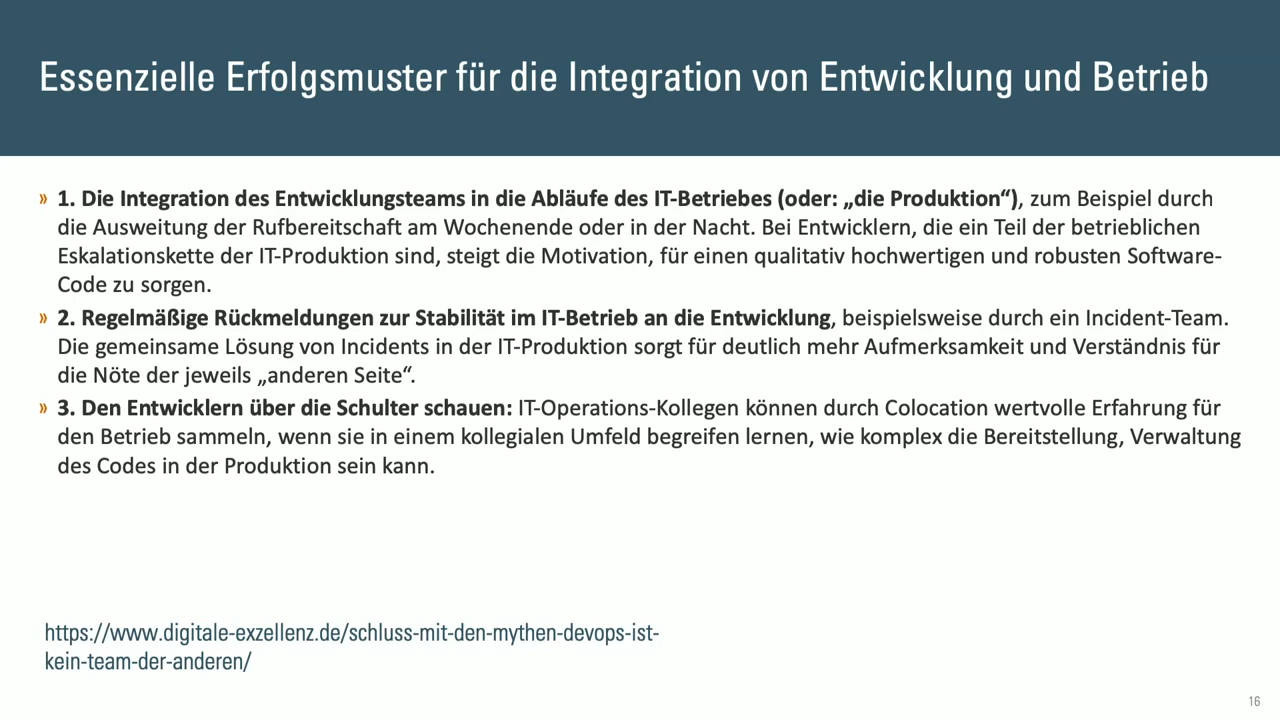 Essenzielle Erfolgsmuster für die Integration von Entwicklung und Betrieb
» 1. Die Integration des Entwicklungsteams in die Abläufe des IT-Betriebes (oder: „die Produktion“), zum Beispiel durch
die Ausweitung der Rufbereitschaft am Wochenende oder in der Nacht. Bei Entwicklern, die ein Teil der betrieblichen
Eskalationskette der IT-Produktion sind, steigt die Motivation, für einen qualitativ hochwertigen und robusten Software-
Code zu sorgen.
» 2. Regelmäßige Rückmeldungen zur Stabilität im IT-Betrieb an die Entwicklung, beispielsweise durch ein Incident-Team.
Die gemeinsame Lösung von Incidents in der IT-Produktion sorgt für deutlich mehr Aufmerksamkeit und Verständnis für
die Nöte der jeweils „anderen Seite“.
» 3. Den Entwicklern über die Schulter schauen: IT-Operations-Kollegen können durch Colocation wertvolle Erfahrung für
den Betrieb sammeln, wenn sie in einem kollegialen Umfeld begreifen lernen, wie komplex die Bereitstellung, Verwaltung
des Codes in der Produktion sein kann.
https://www.digitale-exzellenz.de/schluss-mit-den-mythen-devops-ist-
kein-team-der-anderen/
16